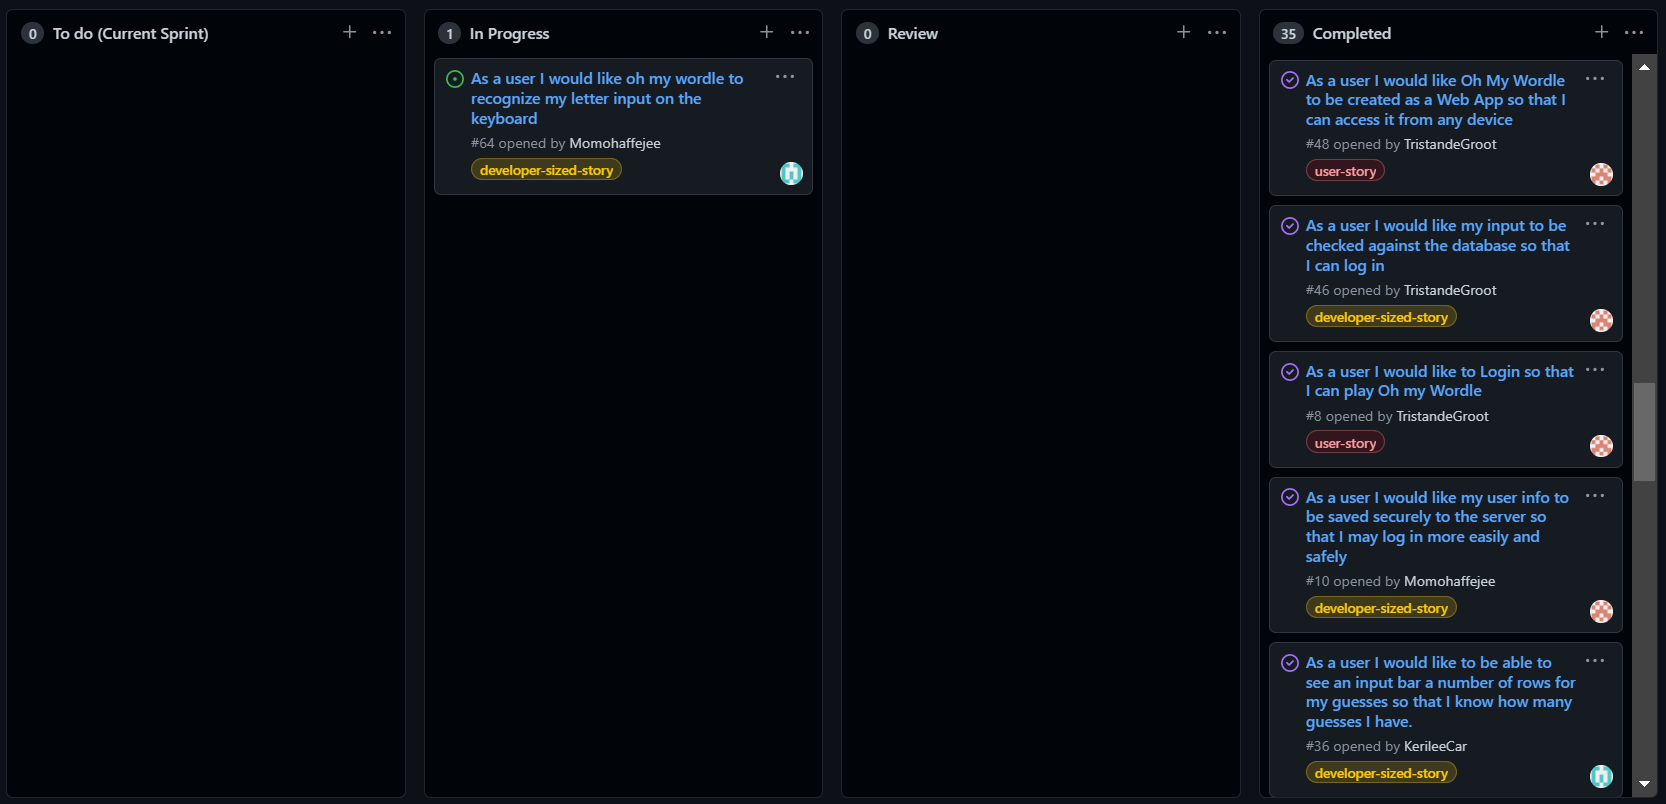 0 To do (Current Sprint)
1 In Progress
As a user I would like oh my wordle to
recognize my letter input on the
keyboard
#64 opened by Momohaffejee
developer-sized-story
0 Review
35 Completed
As a user I would like Oh My Wordle
to be created as a Web App so that I
can access it from any device
#48 opened by TristandeGroot
user-story
As a user I would like my input to be
checked against the database so that
I can log in
#46 opened by TristandeGroot
developer-sized-story
As a user I would like to Login so that
I can play Oh my Wordle
#8 opened by TristandeGroot
user-story
As a user I would like my user info to
be saved securely to the server so
that I may log in more easily and
safely
#10 opened by Momohaffejee
developer-sized-story
As a user I would like to be able to
see an input bar a number of rows for
my guesses so that I know how many
guesses I have.
#36 opened by KerileeCar
developer-sized-story